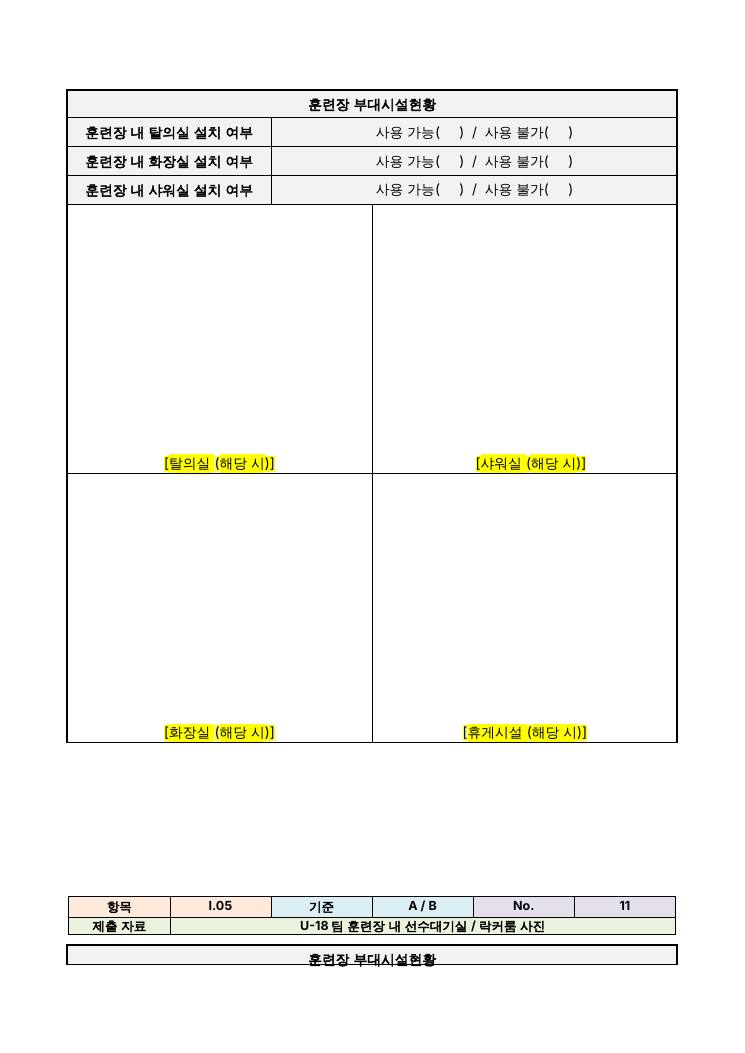 훈련장 부대시설현황
훈련장 내 탈의실 설치 여부 사용 가능( ) / 사용 불가( )
훈련장 내 화장실 설치 여부 사용 가능( ) / 사용 불가( )
훈련장 내 샤워실 설치 여부 사용 가능( ) / 사용 불가( )
[탈의실 (해당 시)] [샤워실 (해당 시)]
[화장실 (해당 시)] [휴게시설 (해당 시)]
항목 I.05 기준 A / B No. 11
제출 자료 U-18 팀 훈련장 내 선수대기실 / 락커룸 사진
훈련장 부대시설현황